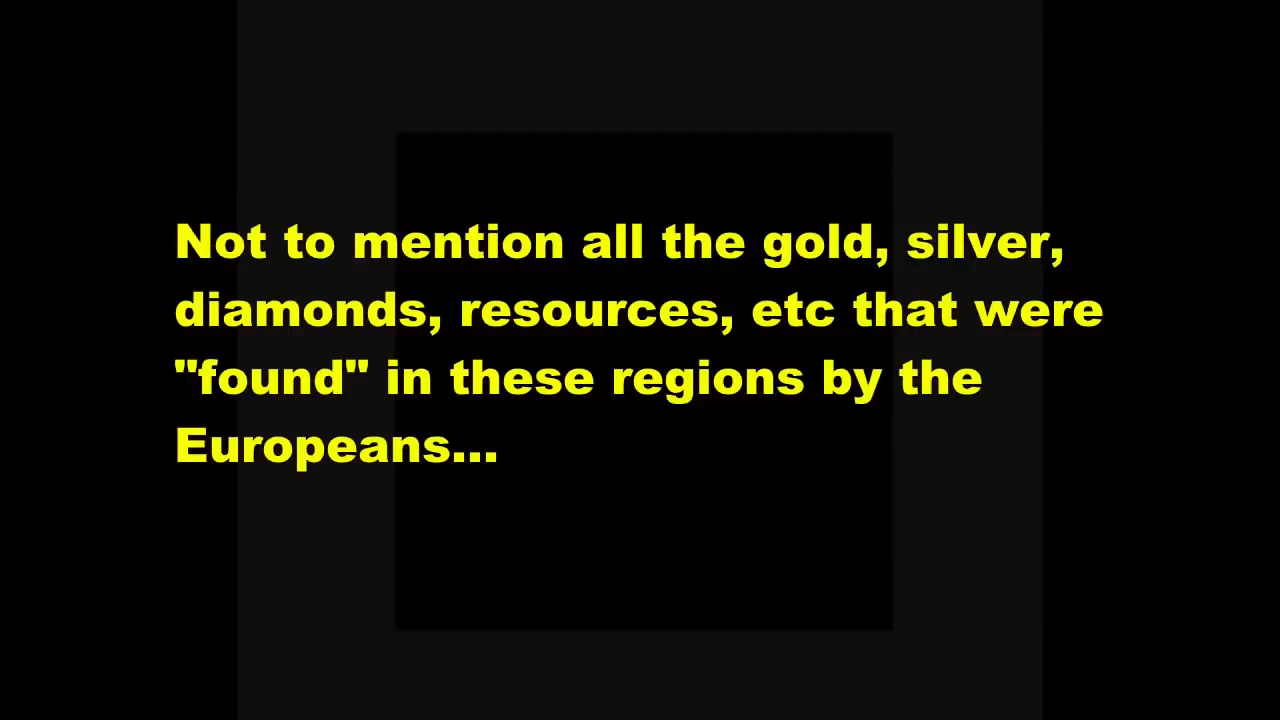 Not to mention all the gold, silver,
diamonds, resources, etc that were
"found" in these regions by the
Europeans...